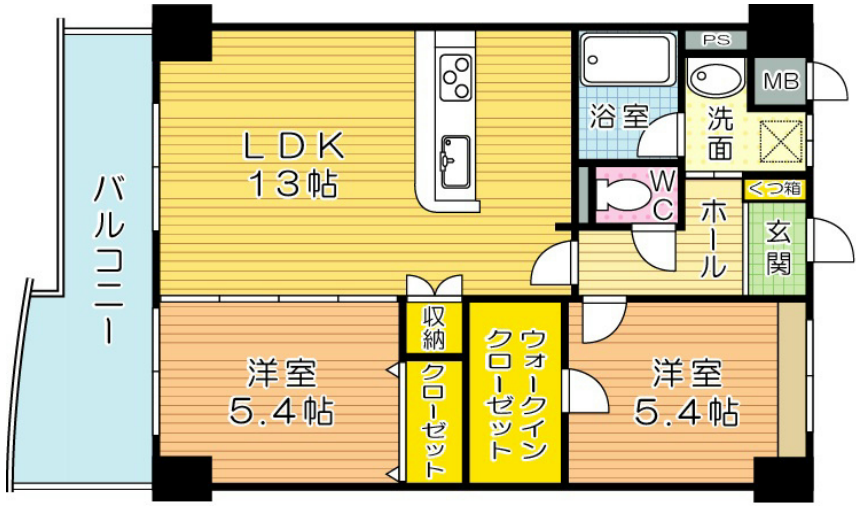 PS
MB
浴室
洗面
LDK
13帖
WC
くつ箱
ホール
玄関
バルコニー
収納
洋室
5.4帖
クローゼット
ウォークイン
クローゼット
洋室
5.4帖